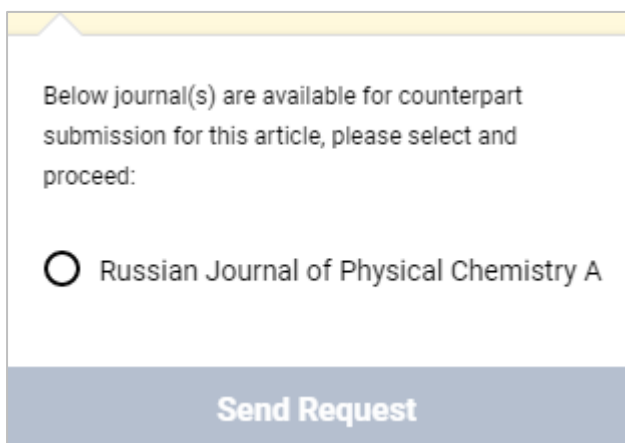 Below journal(s) are available for counterpart
submission for this article, please select and
proceed:
Russian Journal of Physical Chemistry A
Send Request